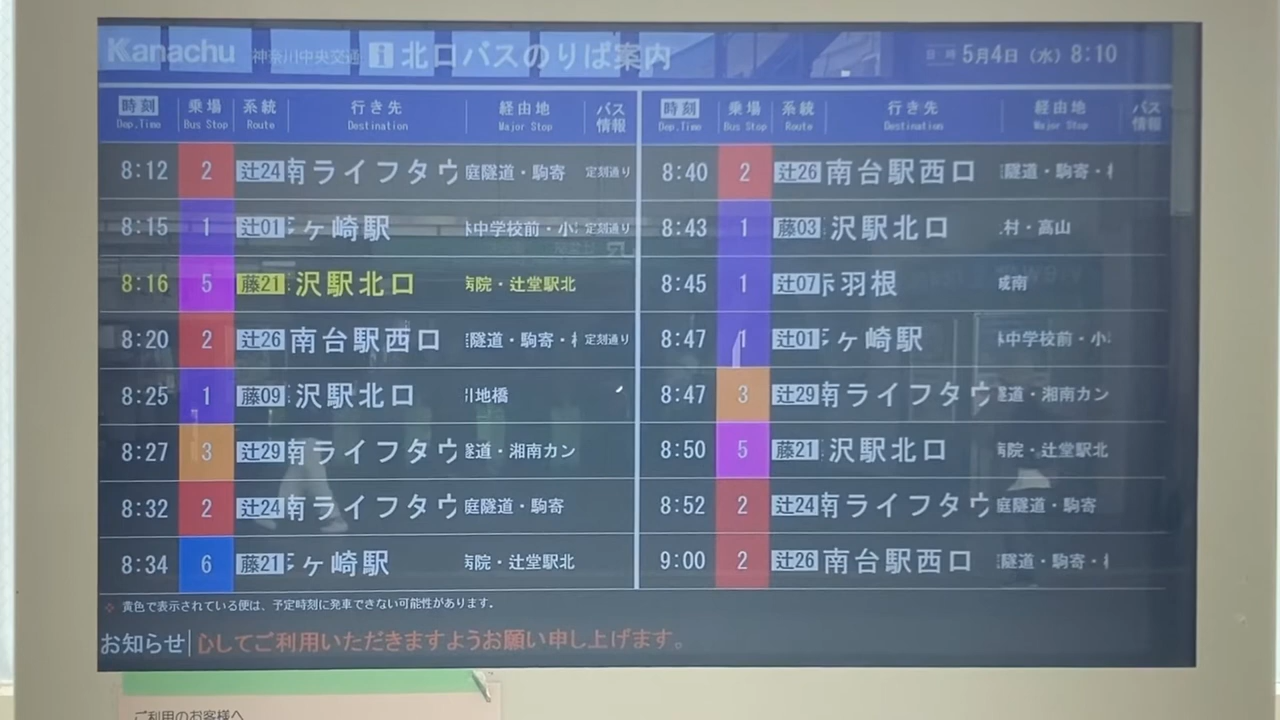 Kanachu 神奈川中央交通 i 北口バスのりば案内 日時 5月4日 (水) 8:10
時刻 乗場 系統 行き先 経由地 バス情報
Dep.Time Bus Stop Route Destination Major Stop
8:12 2 辻24 南ライフタウ 庭隧道・駒寄 定刻通り
8:15 1 辻01 ヶ崎駅 中学校前・小 定刻通り
8:16 5 藤21 沢駅北口 病院・辻堂駅北
8:20 2 辻26 南台駅西口 隧道・駒寄・ 定刻通り
8:25 1 藤09 沢駅北口 川地橋
8:27 3 辻29 南ライフタウ 隧道・湘南カン
8:32 2 辻24 南ライフタウ 庭隧道・駒寄
8:34 6 藤21 ヶ崎駅 病院・辻堂駅北
時刻 乗場 系統 行き先 経由地 バス情報
Dep.Time Bus Stop Route Destination Major Stop
8:40 2 辻26 南台駅西口 隧道・駒寄・
8:43 1 藤03 沢駅北口 村・高山
8:45 1 辻07 赤羽根 城南
8:47 1 辻01 ヶ崎駅 中学校前・小
8:47 3 辻29 南ライフタウ 隧道・湘南カン
8:50 5 藤21 沢駅北口 病院・辻堂駅北
8:52 2 辻24 南ライフタウ 庭隧道・駒寄
9:00 2 辻26 南台駅西口 隧道・駒寄・
※ 黄色で表示されている便は、予定時刻に発車できない可能性があります。
お知らせ 心してご利用いただきますようお願い申し上げます。
ご利用のお客様へ